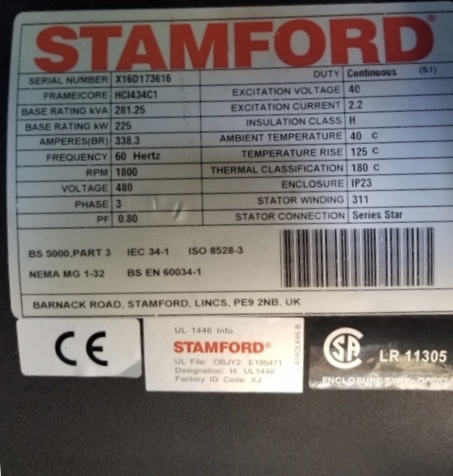 STAMFORD®
SERIAL NUMBER X16D173616
FRAME/CORE HCI434C1
BASE RATING kVA 281.25
BASE RATING kW 225
AMPERES(BR) 338.3
FREQUENCY 60 Hertz
RPM 1800
VOLTAGE 480
PHASE 3
PF 0.80
DUTY Continuous (S1)
EXCITATION VOLTAGE 40
EXCITATION CURRENT 2.2
INSULATION CLASS H
AMBIENT TEMPERATURE 40 C
TEMPERATURE RISE 125 C
THERMAL CLASSIFICATION 180 C
ENCLOSURE IP23
STATOR WINDING 311
STATOR CONNECTION Series Star
BS 5000,PART 3 IEC 34-1 ISO 8528-3
NEMA MG 1-32 BS EN 60034-1
BARNACK ROAD, STAMFORD, LINCS, PE9 2NB, UK
CE
UL 1446 Info.
STAMFORD®
UL File: OBJY2. E195471
Designation: H: UL1446
Factory ID Code: XJ
SA LR 11305
ENCLOSURE TYPE